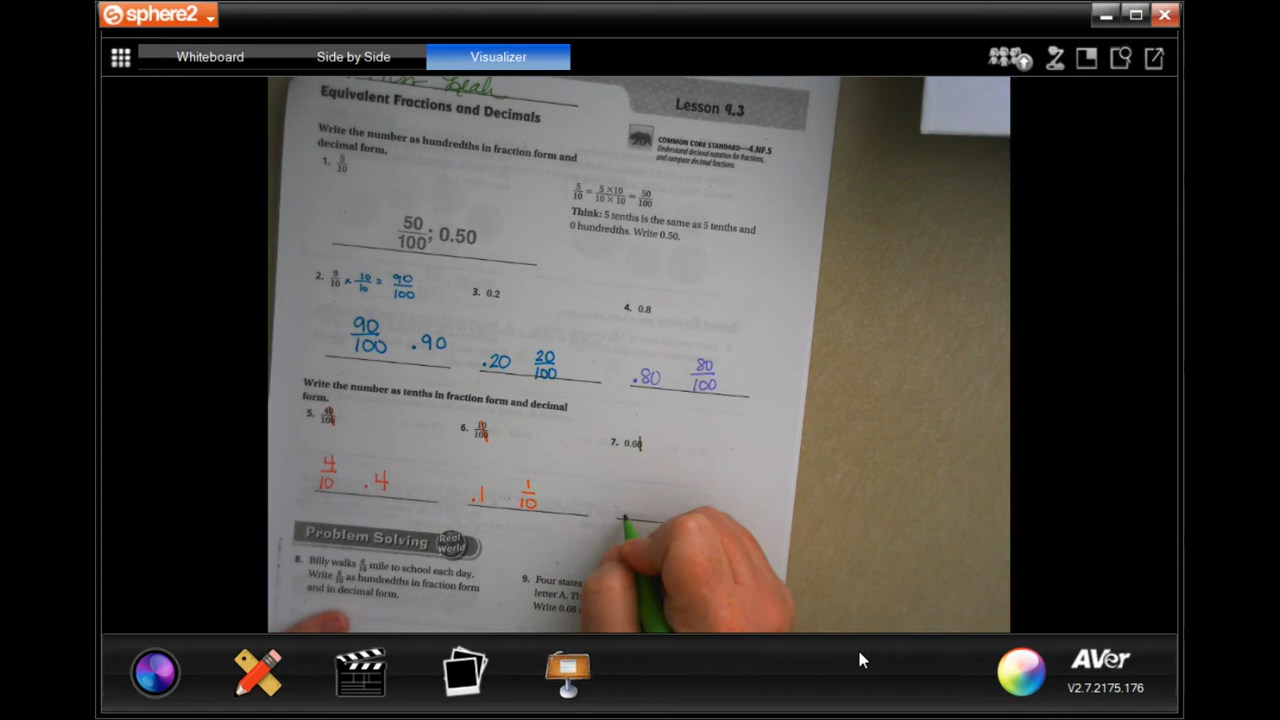 sphere2
Whiteboard Side by Side Visualizer
Leah
Equivalent Fractions and Decimals
Lesson 9.3
COMMON CORE STANDARD—4.NF.5
Understand decimal notation for fractions,
and compare decimal fractions.
Write the number as hundredths in fraction form and
decimal form.
1. 5/10
5/10 = 5 × 10/10 × 10 = 50/100
Think: 5 tenths is the same as 5 tenths and
0 hundredths. Write 0.50.
50/100; 0.50
2. 9/10 × 10/10 = 90/100
3. 0.2
4. 0.8
90/100 .90
.20 20/100
.80 80/100
Write the number as tenths in fraction form and decimal
form.
5. 40/100
6. 10/100
7. 0.60
4/10 .4
.1 1/10
Problem Solving Real World
8. Billy walks 6/10 mile to school each day.
Write 6/10 as hundredths in fraction form
and in decimal form.
9. Four states
letter A.
Write 0.08
AVer
V2.7.2175.176